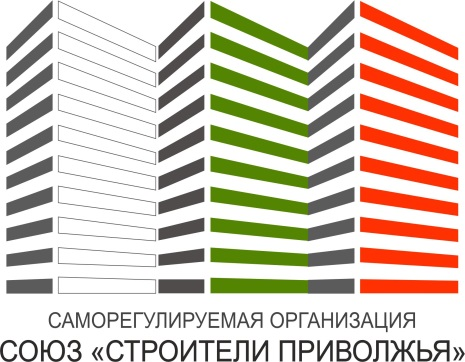 САМОРЕГУЛИРУЕМАЯ ОРГАНИЗАЦИЯ
СОЮЗ «СТРОИТЕЛИ ПРИВОЛЖЬЯ»